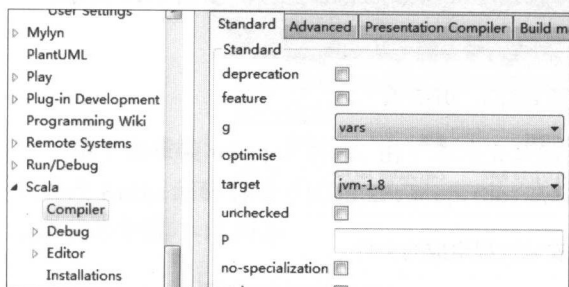 User Settings
Mylyn
PlantUML
Play
Plug-in Development
Programming Wiki
Remote Systems
Run/Debug
Scala
Compiler
Debug
Editor
Installations
Standard Advanced Presentation Compiler Build m
Standard
deprecation
feature
g vars
optimise
target jvm-1.8
unchecked
P
no-specialization